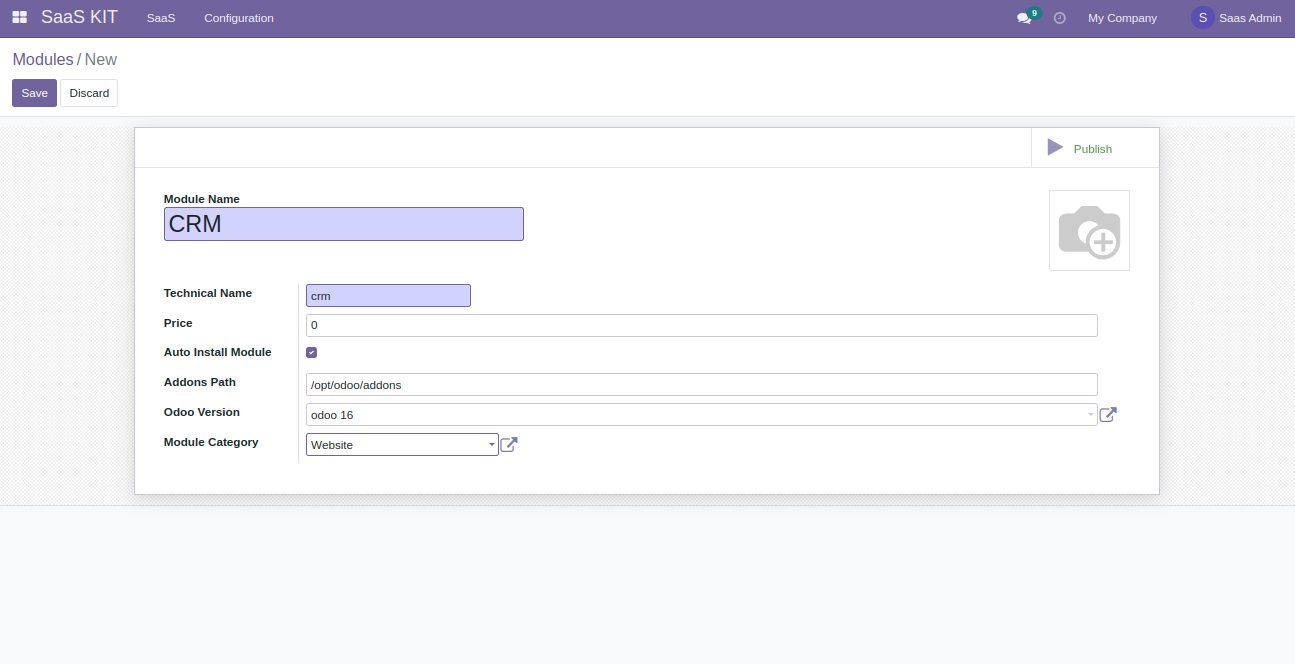 SaaS KIT SaaS Configuration 9 My Company S Saas Admin
Modules / New
Save Discard
Publish
Module Name
CRM
Technical Name crm
Price 0
Auto Install Module
Addons Path /opt/odoo/addons
Odoo Version odoo 16
Module Category Website